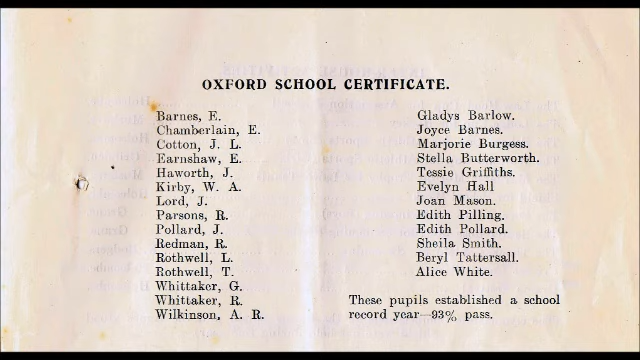 OXFORD SCHOOL CERTIFICATE.
Barnes, E.
Chamberlain, E.
Cotton, J. L.
Earnshaw, E.
Haworth, J.
Kirby, W. A.
Lord, J.
Parsons, R.
Pollard, J.
Redman, R.
Rothwell, L.
Rothwell, T.
Whittaker, G.
Whittaker, R.
Wilkinson, A. R.
Gladys Barlow.
Joyce Barnes.
Marjorie Burgess.
Stella Butterworth.
Tessie Griffiths.
Evelyn Hall
Joan Mason.
Edith Pilling.
Edith Pollard.
Sheila Smith.
Beryl Tattersall.
Alice White.
These pupils established a school
record year—93% pass.